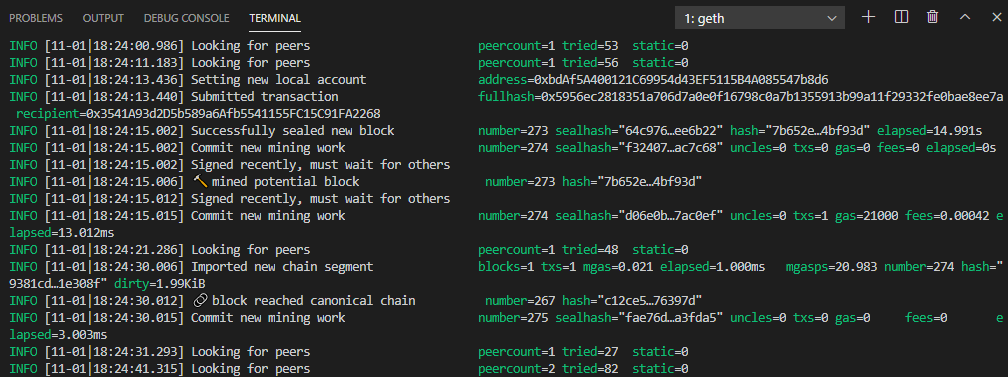 PROBLEMS OUTPUT DEBUG CONSOLE TERMINAL 1: geth
INFO [11-01|18:24:00.986] Looking for peers peercount=1 tried=53 static=0
INFO [11-01|18:24:11.183] Looking for peers peercount=1 tried=56 static=0
INFO [11-01|18:24:13.436] Setting new local account address=0xbdAf5A400121C69954d43EF5115B4A085547b8d6
INFO [11-01|18:24:13.440] Submitted transaction fullhash=0x5956ec2818351a706d7a0e0f16798c0a7b1355913b99a11f29332fe0bae8ee7a
recipient=0x3541A93d2D5b589a6Afb5541155FC15C91FA2268
INFO [11-01|18:24:15.002] Successfully sealed new block number=273 sealhash="64c976…ee6b22" hash="7b652e…4bf93d" elapsed=14.991s
INFO [11-01|18:24:15.002] Commit new mining work number=274 sealhash="f32407…ac7c68" uncles=0 txs=0 gas=0 fees=0 elapsed=0s
INFO [11-01|18:24:15.002] Signed recently, must wait for others
INFO [11-01|18:24:15.006] 🔨 mined potential block number=273 hash="7b652e…4bf93d"
INFO [11-01|18:24:15.012] Signed recently, must wait for others
INFO [11-01|18:24:15.015] Commit new mining work number=274 sealhash="d06e0b…7ac0ef" uncles=0 txs=1 gas=21000 fees=0.00042 e
lapsed=13.012ms
INFO [11-01|18:24:21.286] Looking for peers peercount=1 tried=48 static=0
INFO [11-01|18:24:30.006] Imported new chain segment blocks=1 txs=1 mgas=0.021 elapsed=1.000ms mgasps=20.983 number=274 hash="
9381cd…1e308f" dirty=1.99KiB
INFO [11-01|18:24:30.012] 🔗 block reached canonical chain number=267 hash="c12ce5…76397d"
INFO [11-01|18:24:30.015] Commit new mining work number=275 sealhash="fae76d…a3fda5" uncles=0 txs=0 gas=0 fees=0 e
lapsed=3.003ms
INFO [11-01|18:24:31.293] Looking for peers peercount=1 tried=27 static=0
INFO [11-01|18:24:41.315] Looking for peers peercount=2 tried=82 static=0